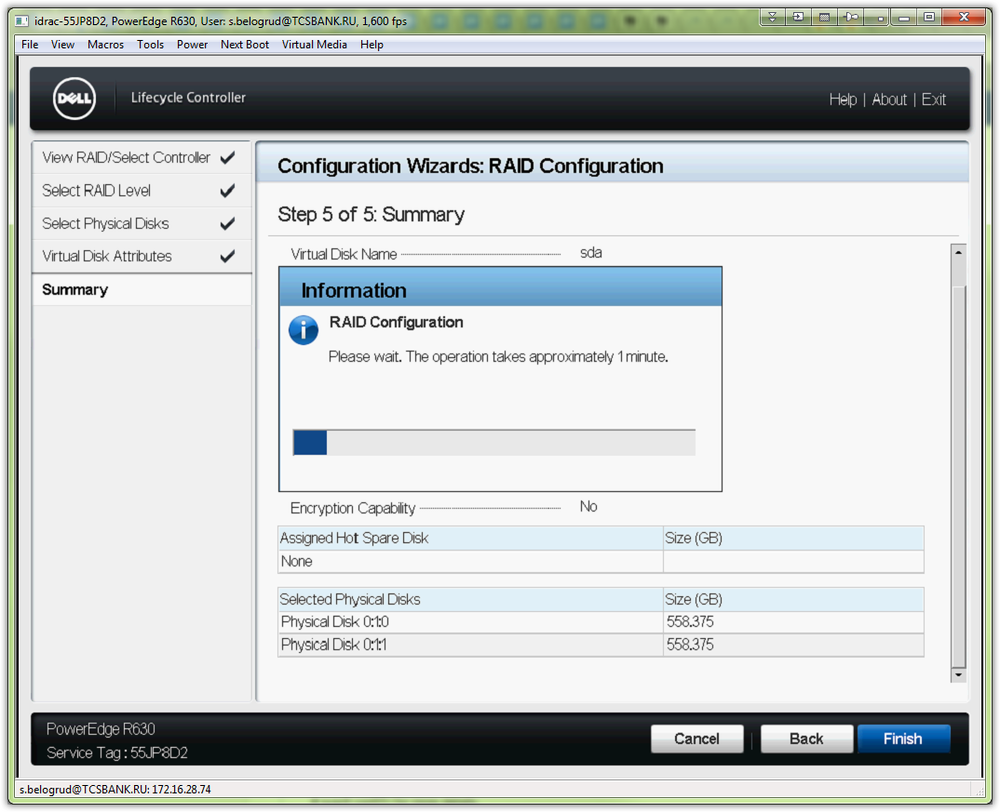 idrac-55JP8D2, PowerEdge R630, User: s.belogrud@TCSBANK.RU, 1,600 fps
File View Macros Tools Power Next Boot Virtual Media Help
DELL Lifecycle Controller Help | About | Exit
View RAID/Select Controller
Select RAID Level
Select Physical Disks
Virtual Disk Attributes
Summary
Configuration Wizards: RAID Configuration
Step 5 of 5: Summary
Virtual Disk Name sda
Information
RAID Configuration
Please wait. The operation takes approximately 1 minute.
Encryption Capability No
Assigned Hot Spare Disk Size (GB)
None
Selected Physical Disks Size (GB)
Physical Disk 0:1:0 558.375
Physical Disk 0:1:1 558.375
PowerEdge R630
Service Tag : 55JP8D2
Cancel | Back Finish
s.belogrud@TCSBANK.RU: 172.16.28.74